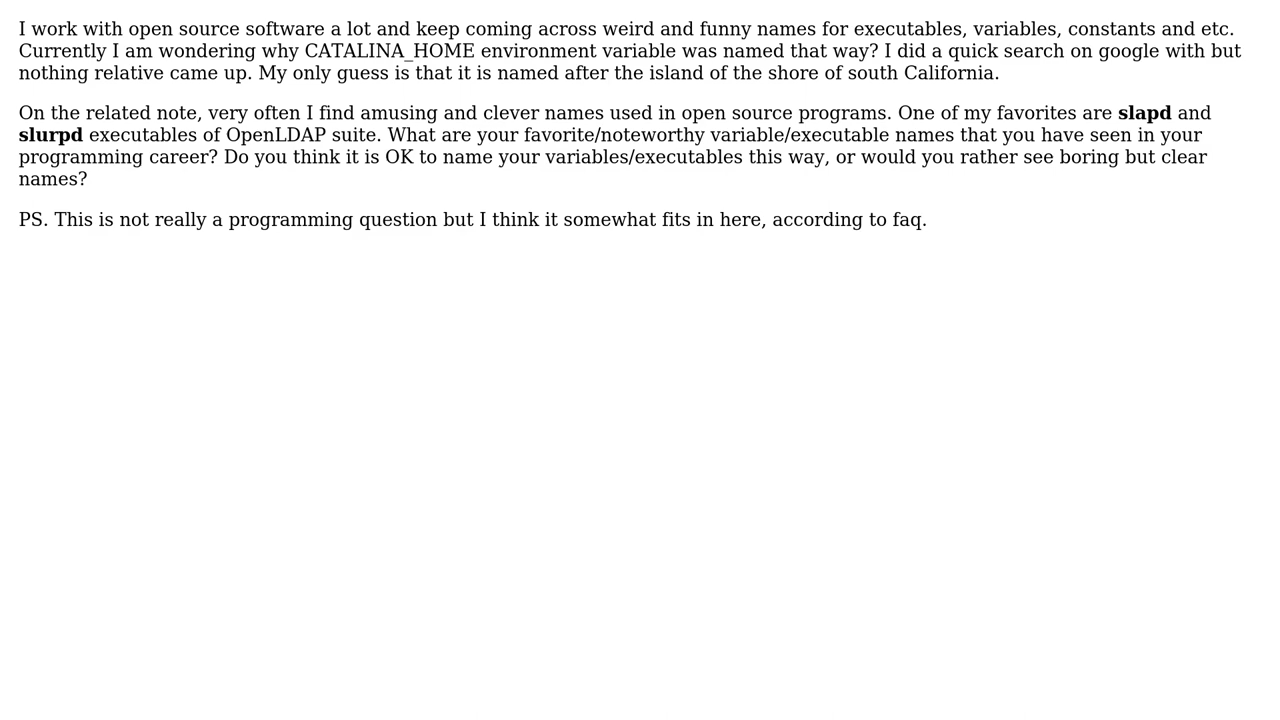 I work with open source software a lot and keep coming across weird and funny names for executables, variables, constants and etc.
Currently I am wondering why CATALINA_HOME environment variable was named that way? I did a quick search on google with but
nothing relative came up. My only guess is that it is named after the island of the shore of south California.
On the related note, very often I find amusing and clever names used in open source programs. One of my favorites are slapd and
slurpd executables of OpenLDAP suite. What are your favorite/noteworthy variable/executable names that you have seen in your
programming career? Do you think it is OK to name your variables/executables this way, or would you rather see boring but clear
names?
PS. This is not really a programming question but I think it somewhat fits in here, according to faq.